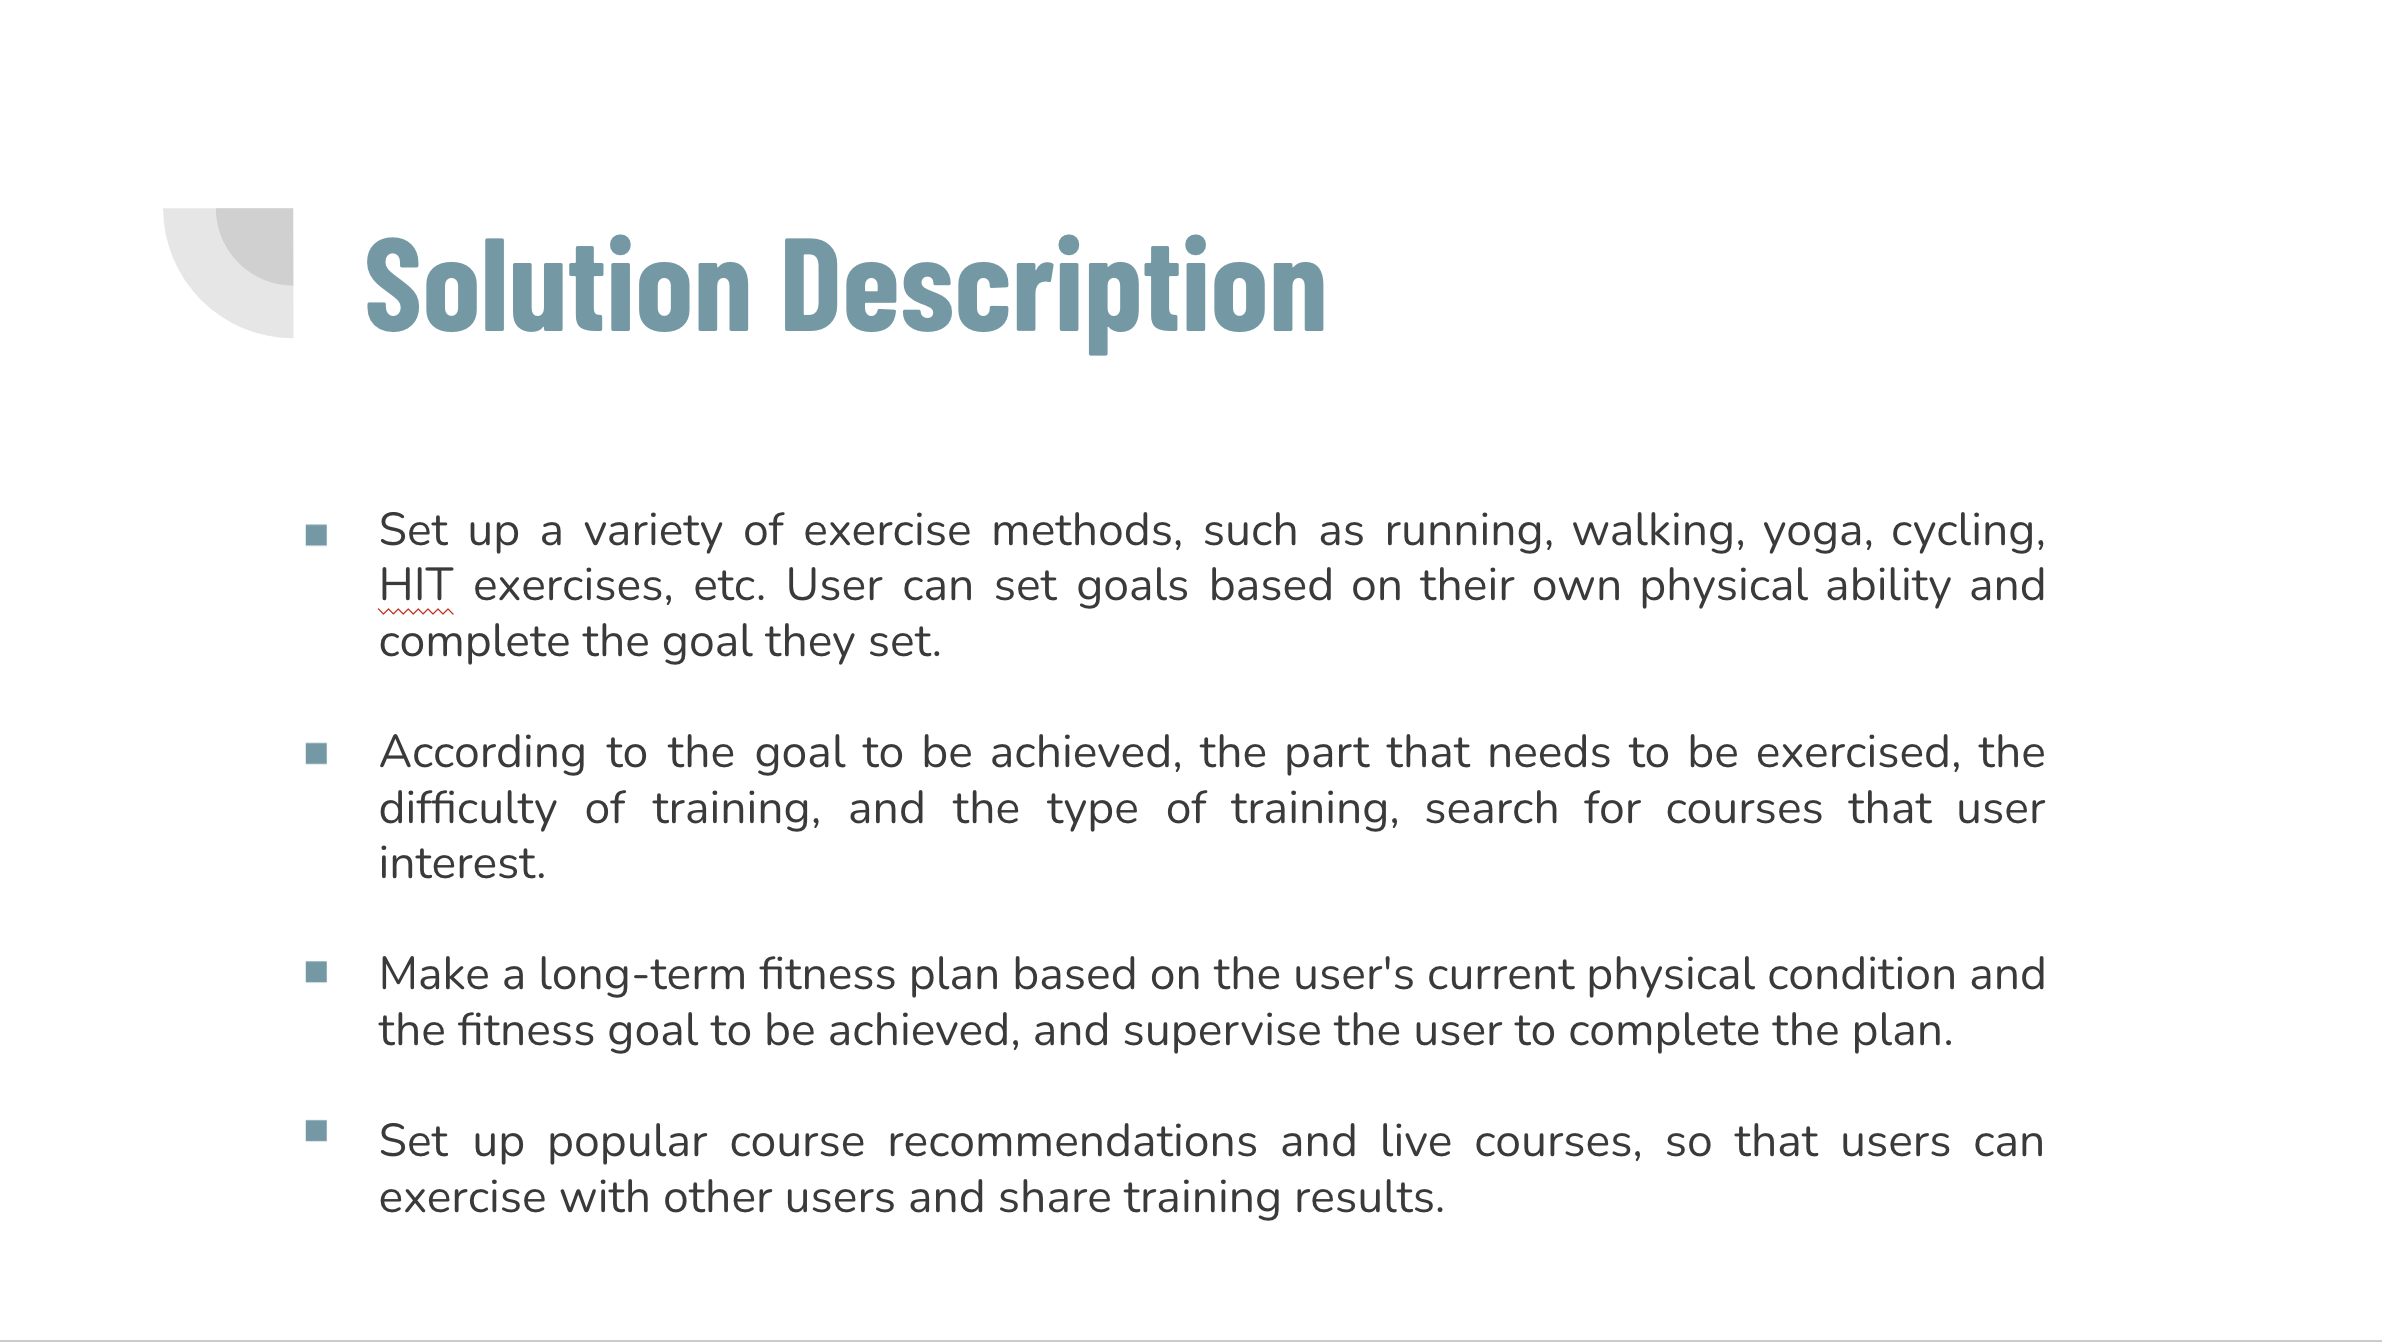 Solution Description
Set up a variety of exercise methods, such as running, walking, yoga, cycling,
HIT exercises, etc. User can set goals based on their own physical ability and
complete the goal they set.
According to the goal to be achieved, the part that needs to be exercised, the
difficulty of training, and the type of training, search for courses that user
interest.
Make a long-term fitness plan based on the user's current physical condition and
the fitness goal to be achieved, and supervise the user to complete the plan.
Set up popular course recommendations and live courses, so that users can
exercise with other users and share training results.